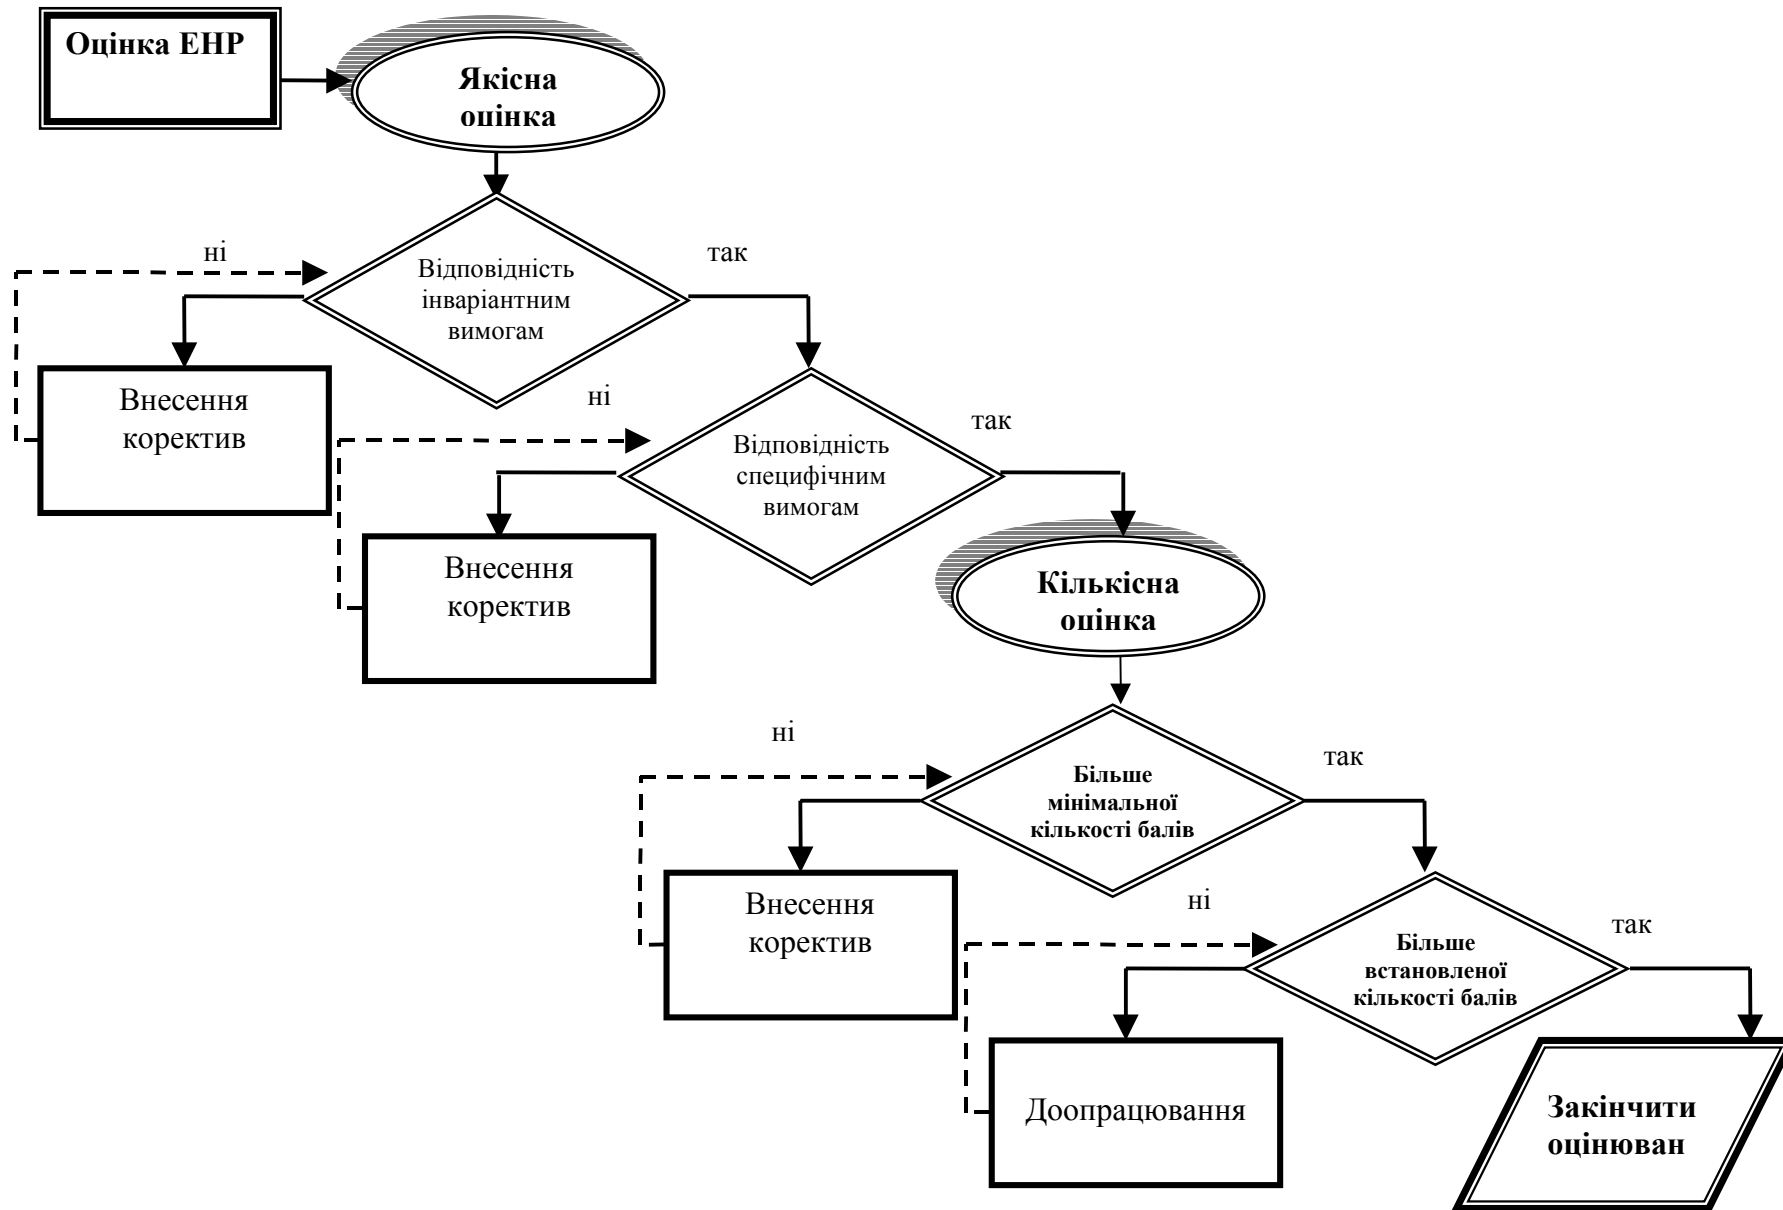 Оцінка ЕНР
Якісна
оцінка
ні
так
Відповідність
інваріантним
вимогам
Внесення
коректив
ні
так
Відповідність
специфічним
вимогам
Внесення
коректив
Кількісна
оцінка
ні
так
Більше
мінімальної
кількості балів
Внесення
коректив
ні
так
Більше
встановленої
кількості балів
Доопрацювання
Закінчити
оцінюван